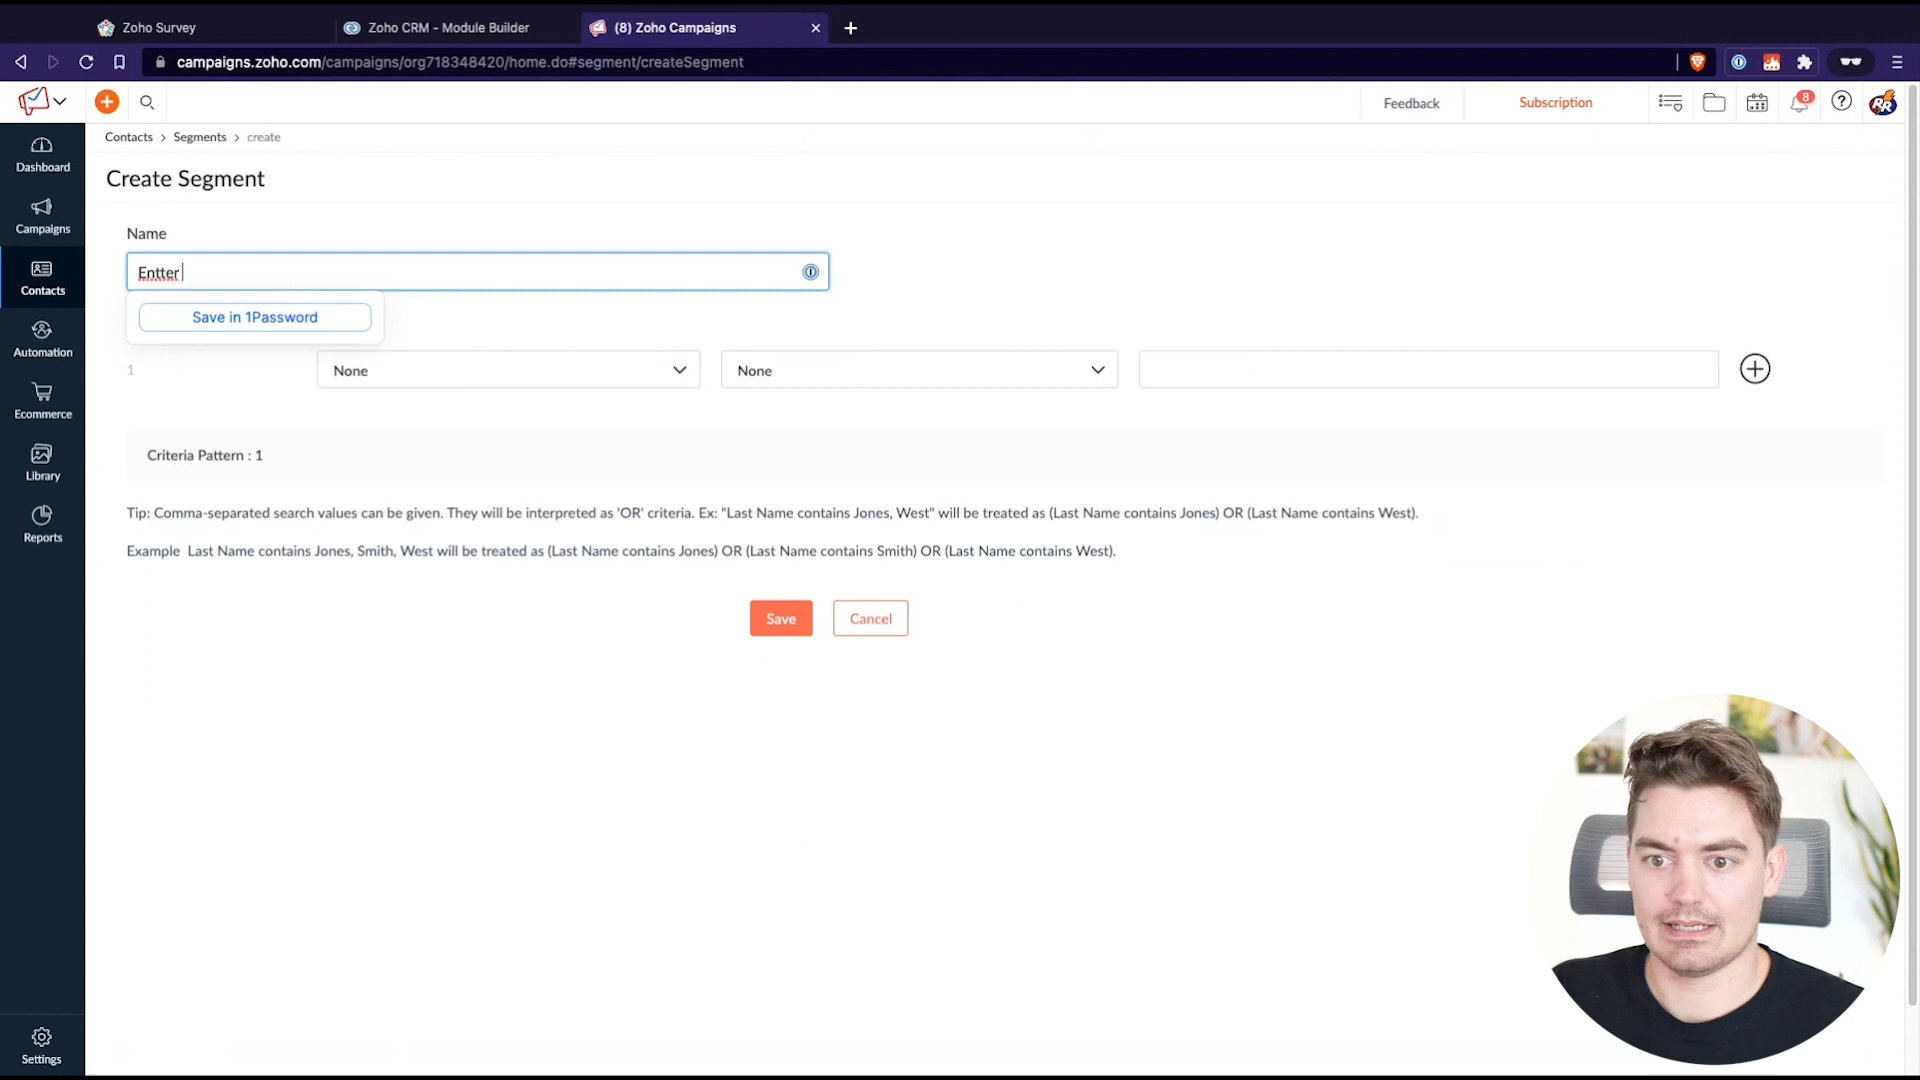 Zoho Survey
Zoho CRM - Module Builder
(8) Zoho Campaigns
campaigns.zoho.com/campaigns/org718348420/home.do#segment/createSegment
Feedback
Subscription
8
RR
Contacts > Segments > create
Create Segment
Name
Entter
Save in 1Password
1
None
None
Criteria Pattern : 1
Tip: Comma-separated search values can be given. They will be interpreted as 'OR' criteria. Ex: "Last Name contains Jones, West" will be treated as (Last Name contains Jones) OR (Last Name contains West).
Example Last Name contains Jones, Smith, West will be treated as (Last Name contains Jones) OR (Last Name contains Smith) OR (Last Name contains West).
Save
Cancel
Dashboard
Campaigns
Contacts
Automation
Ecommerce
Library
Reports
Settings